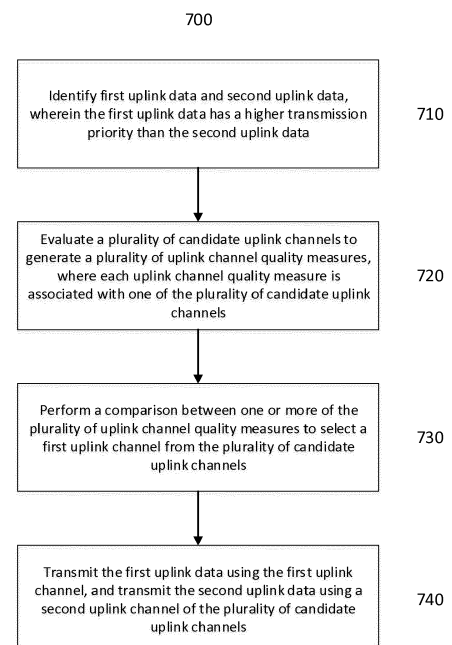 700
Identify first uplink data and second uplink data,
wherein the first uplink data has a higher transmission
priority than the second uplink data
710
Evaluate a plurality of candidate uplink channels to
generate a plurality of uplink channel quality measures,
where each uplink channel quality measure is
associated with one of the plurality of candidate uplink
channels
720
Perform a comparison between one or more of the
plurality of uplink channel quality measures to select a
first uplink channel from the plurality of candidate
uplink channels
730
Transmit the first uplink data using the first uplink
channel, and transmit the second uplink data using a
second uplink channel of the plurality of candidate
uplink channels
740